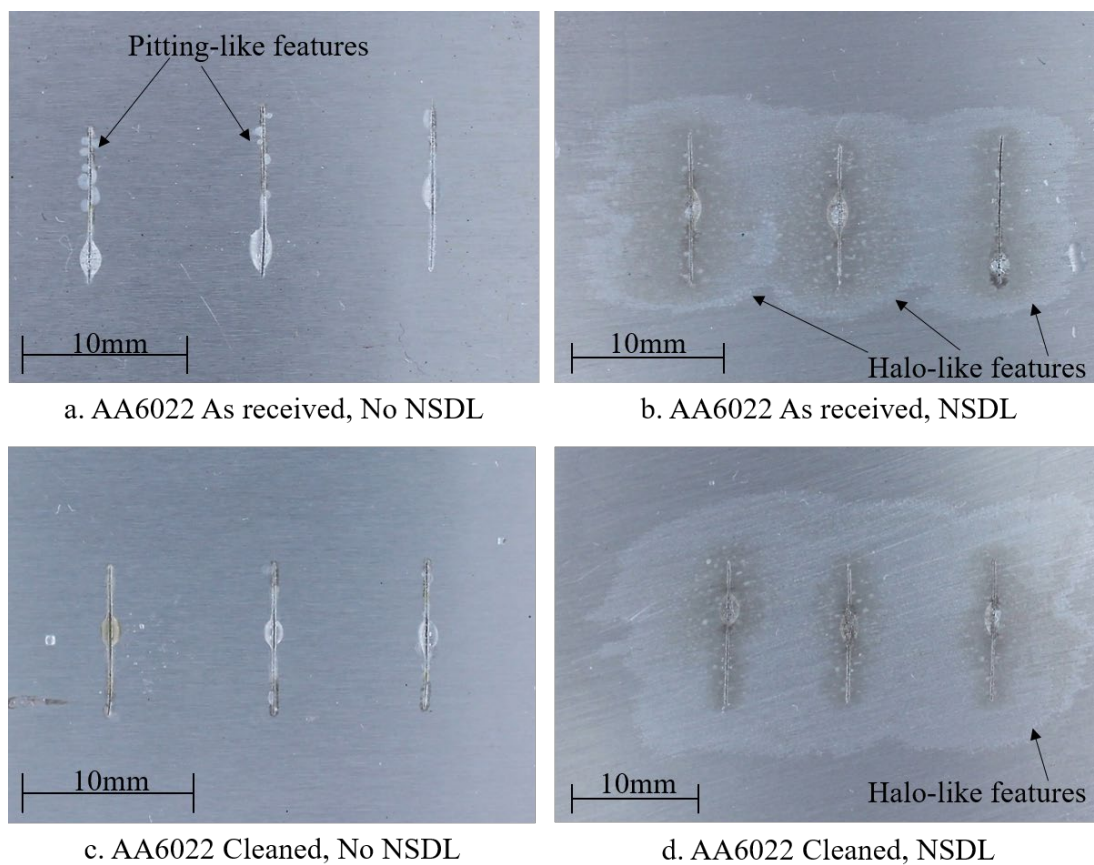 Pitting-like features
10mm
a. AA6022 As received, No NSDL
10mm
Halo-like features
b. AA6022 As received, NSDL
10mm
c. AA6022 Cleaned, No NSDL
10mm
Halo-like features
d. AA6022 Cleaned, NSDL